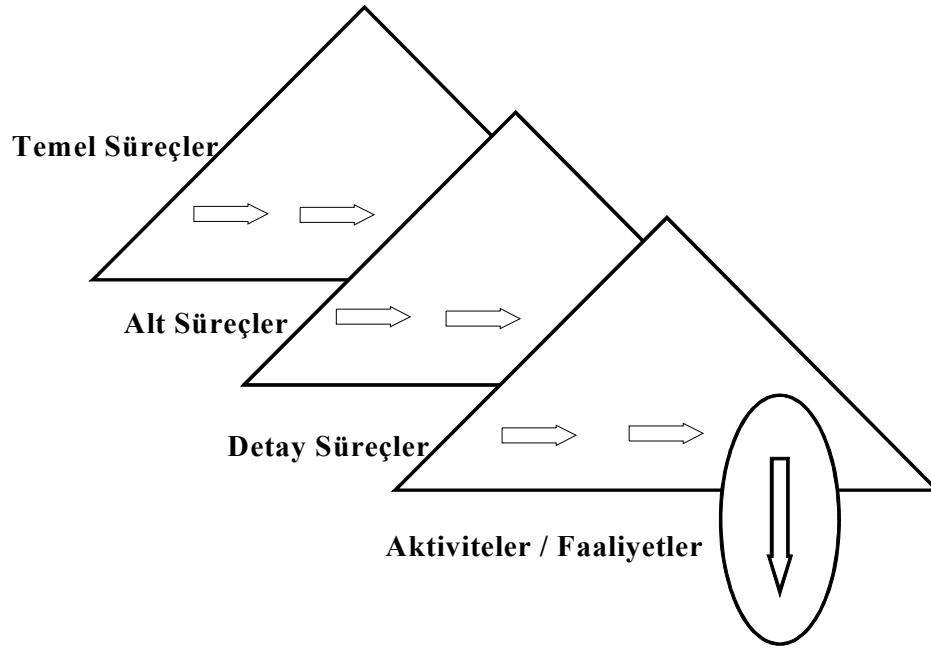 Temel Süreçler
Alt Süreçler
Detay Süreçler
Aktiviteler / Faaliyetler